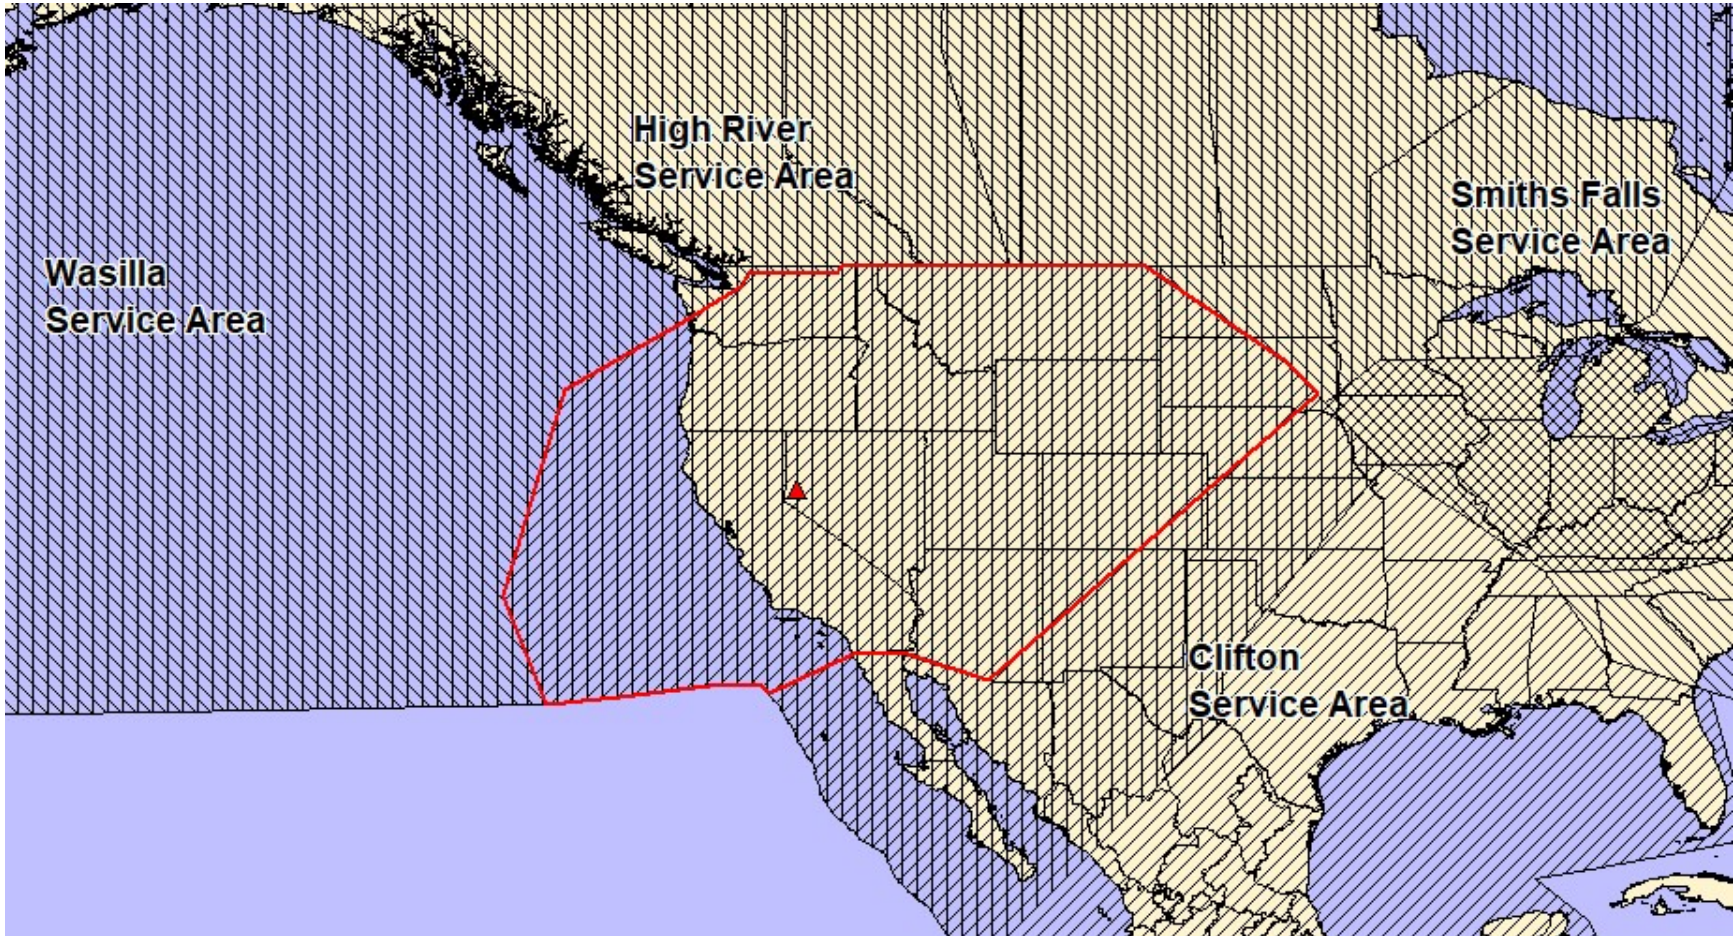 High River
Service Area
Smiths Falls
Service Area
Wasilla
Service Area
Clifton
Service Area